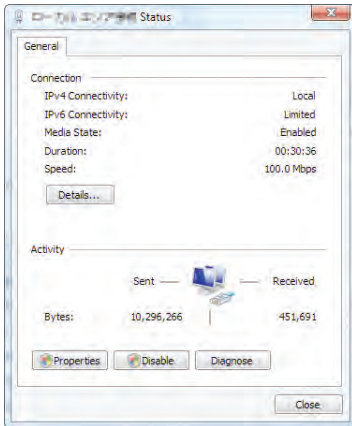 ローカル エリア接続 Status
General
Connection
IPv4 Connectivity: Local
IPv6 Connectivity: Limited
Media State: Enabled
Duration: 00:30:36
Speed: 100.0 Mbps
Details...
Activity
Sent Received
Bytes: 10,296,266 451,691
Properties Disable Diagnose
Close